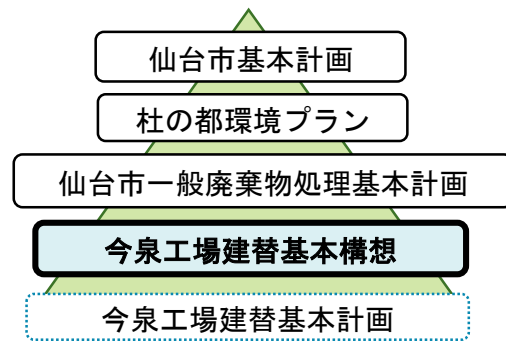 仙台市基本計画
杜の都環境プラン
仙台市一般廃棄物処理基本計画
今泉工場建替基本構想
今泉工場建替基本計画